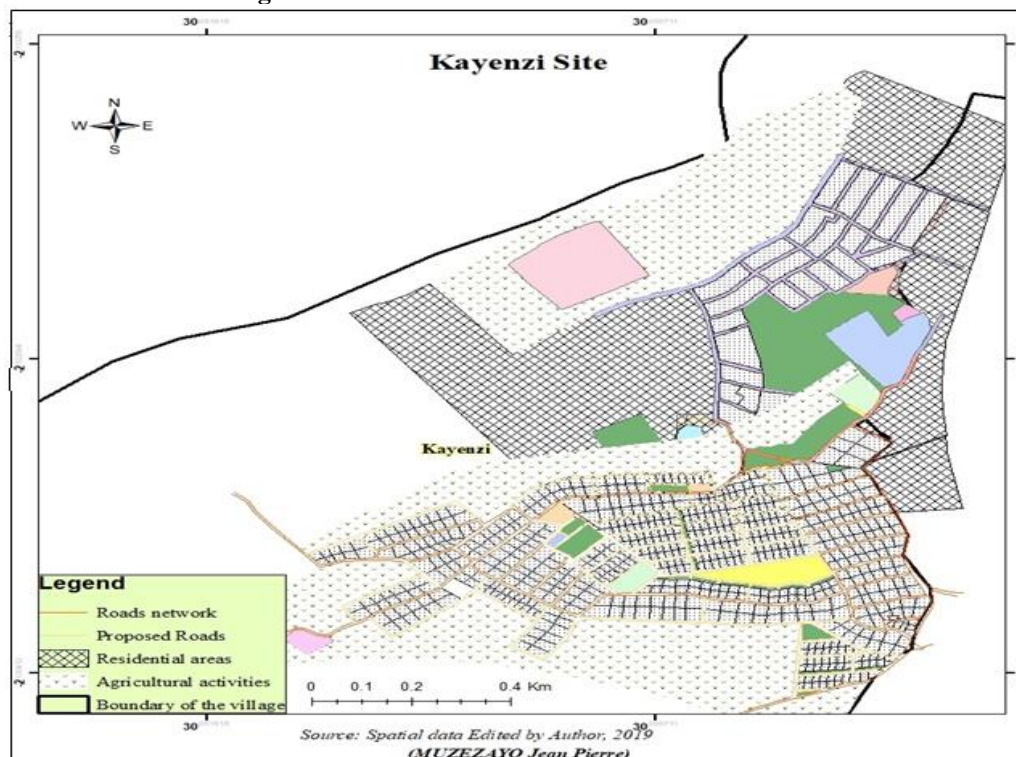 30
30
Kayenzi Site
N
W E
S
Kayenzi
Legend
Roads network
Proposed Roads
Residential areas
Agricultural activities
Boundary of the village
0 0.1 0.2 0.4 Km
30
30
Source: Spatial data Edited by Author, 2019
(MUZEZAYO Jean Pierre)